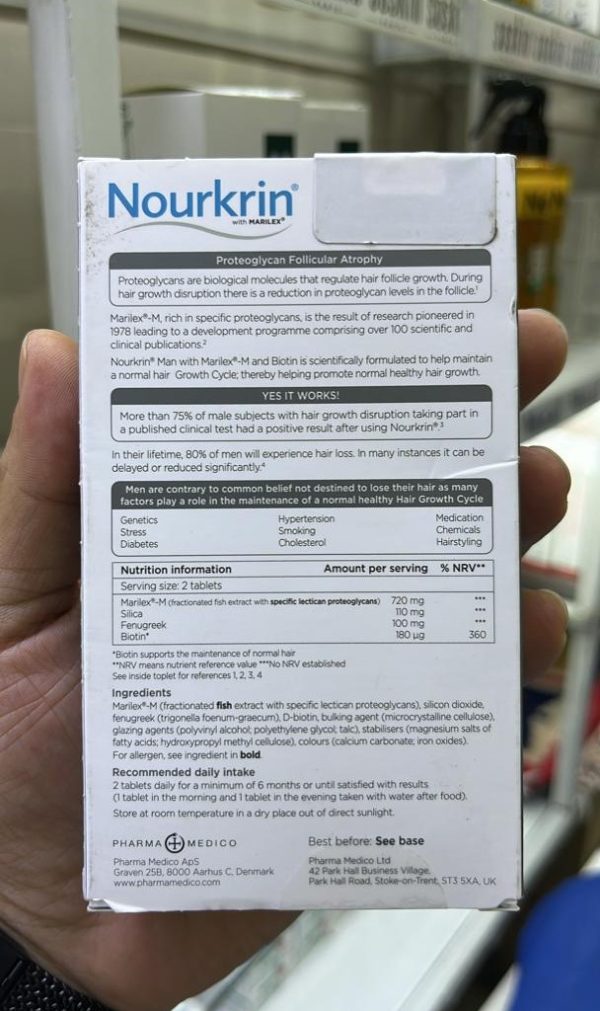 Nourkrin®
with MARILEX®
Proteoglycan Follicular Atrophy
Proteoglycans are biological molecules that regulate hair follicle growth. During
hair growth disruption there is a reduction in proteoglycan levels in the follicle.¹
Marilex®-M, rich in specific proteoglycans, is the result of research pioneered in
1978 leading to a development programme comprising over 100 scientific and
clinical publications.²
Nourkrin® Man with Marilex®-M and Biotin is scientifically formulated to help maintain
a normal hair Growth Cycle; thereby helping promote normal healthy hair growth.
YES IT WORKS!
More than 75% of male subjects with hair growth disruption taking part in
a published clinical test had a positive result after using Nourkrin®.³
In their lifetime, 80% of men will experience hair loss. In many instances it can be
delayed or reduced significantly.⁴
Men are contrary to common belief not destined to lose their hair as many
factors play a role in the maintenance of a normal healthy Hair Growth Cycle
Genetics Hypertension Medication
Stress Smoking Chemicals
Diabetes Cholesterol Hairstyling
Nutrition information Amount per serving % NRV**
Serving size: 2 tablets
Marilex®-M (fractionated fish extract with specific lectican proteoglycans) 720 mg ***
Silica 110 mg ***
Fenugreek 100 mg ***
Biotin* 180 µg 360
*Biotin supports the maintenance of normal hair
**NRV means nutrient reference value ***No NRV established
See inside toplet for references 1, 2, 3, 4
Ingredients
Marilex®-M (fractionated fish extract with specific lectican proteoglycans), silicon dioxide,
fenugreek (trigonella foenum-graecum), D-biotin, bulking agent (microcrystalline cellulose),
glazing agents (polyvinyl alcohol; polyethylene glycol; talc), stabilisers (magnesium salts of
fatty acids; hydroxypropyl methyl cellulose), colours (calcium carbonate; iron oxides).
For allergen, see ingredient in bold.
Recommended daily intake
2 tablets daily for a minimum of 6 months or until satisfied with results.
(1 tablet in the morning and 1 tablet in the evening taken with water after food).
Store at room temperature in a dry place out of direct sunlight.
PHARMA MEDICO Best before: See base
Pharma Medico ApS Pharma Medico Ltd
Graven 25B, 8000 Aarhus C, Denmark 42 Park Hall Business Village,
www.pharmamedico.com Park Hall Road, Stoke-on-Trent, ST3 5XA, UK